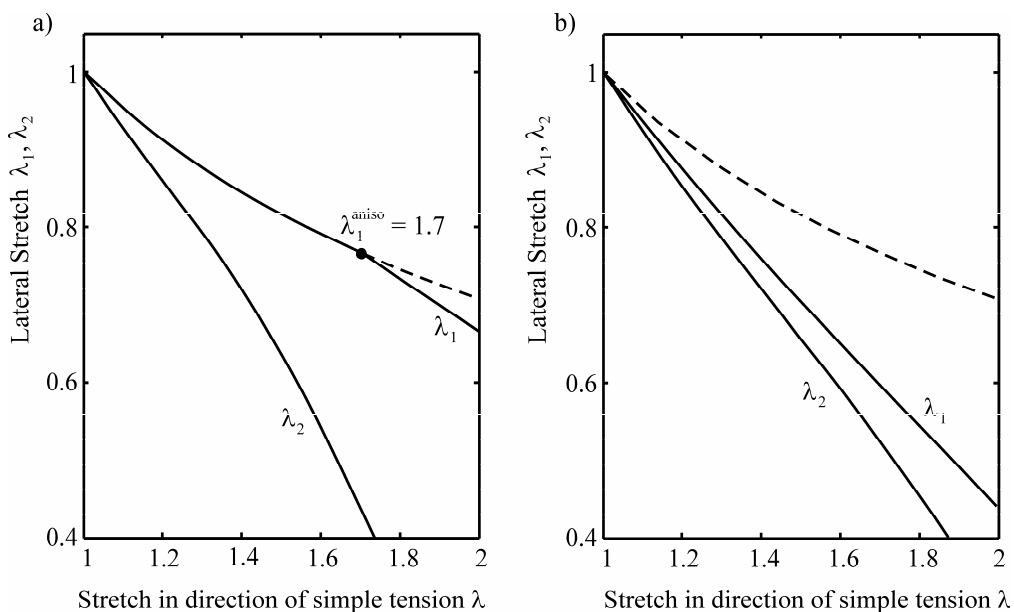 a)
Lateral Stretch λ₁, λ₂
1
0.8
0.6
0.4
λ₁ᵃⁿⁱˢᵒ = 1.7
λ₁
λ₂
1 1.2 1.4 1.6 1.8 2
Stretch in direction of simple tension λ
b)
Lateral Stretch λ₁, λ₂
1
0.8
0.6
0.4
λ₂
λ₁
1 1.2 1.4 1.6 1.8 2
Stretch in direction of simple tension λ